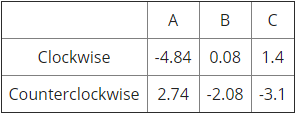 A B C
Clockwise -4.84 0.08 1.4
Counterclockwise 2.74 -2.08 -3.1